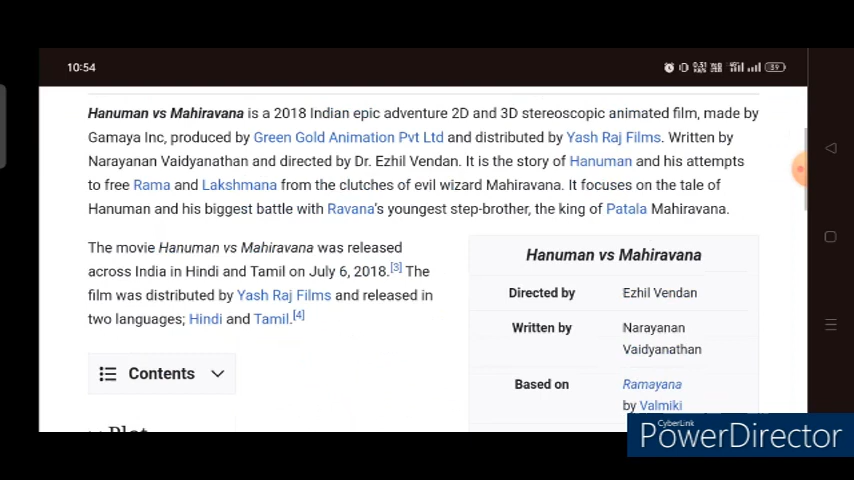 10:54
59
Hanuman vs Mahiravana is a 2018 Indian epic adventure 2D and 3D stereoscopic animated film, made by
Gamaya Inc, produced by Green Gold Animation Pvt Ltd and distributed by Yash Raj Films. Written by
Narayanan Vaidyanathan and directed by Dr. Ezhil Vendan. It is the story of Hanuman and his attempts
to free Rama and Lakshmana from the clutches of evil wizard Mahiravana. It focuses on the tale of
Hanuman and his biggest battle with Ravana's youngest step-brother, the king of Patala Mahiravana.
The movie Hanuman vs Mahiravana was released
across India in Hindi and Tamil on July 6, 2018.[3] The
film was distributed by Yash Raj Films and released in
two languages; Hindi and Tamil.[4]
Contents
Plot
Hanuman vs Mahiravana
Directed by Ezhil Vendan
Written by Narayanan
Vaidyanathan
Based on Ramayana
by Valmiki
CyberLink
PowerDirector